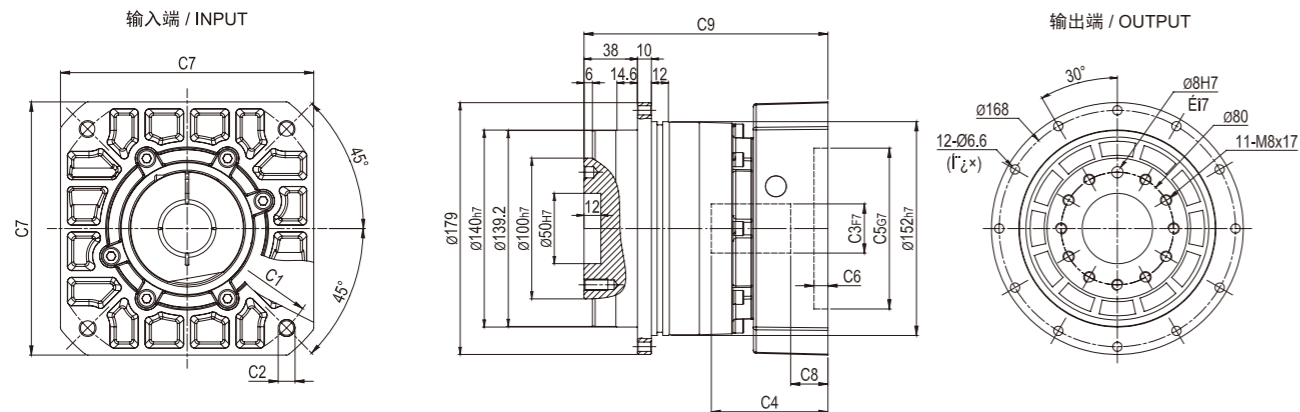 输入端 / INPUT
C7
C7
45°
45°
C1
C2
C9
38
10
6
14.6
12
Ø179
Ø140h7
Ø139.2
Ø100h7
Ø50H7
12
C3F7
C5G7
Ø152h7
C6
C8
C4
输出端 / OUTPUT
30°
Ø8H7
ÉÏ7
Ø168
Ø80
12-Ø6.6
(Ï¨¿×)
11-M8x17